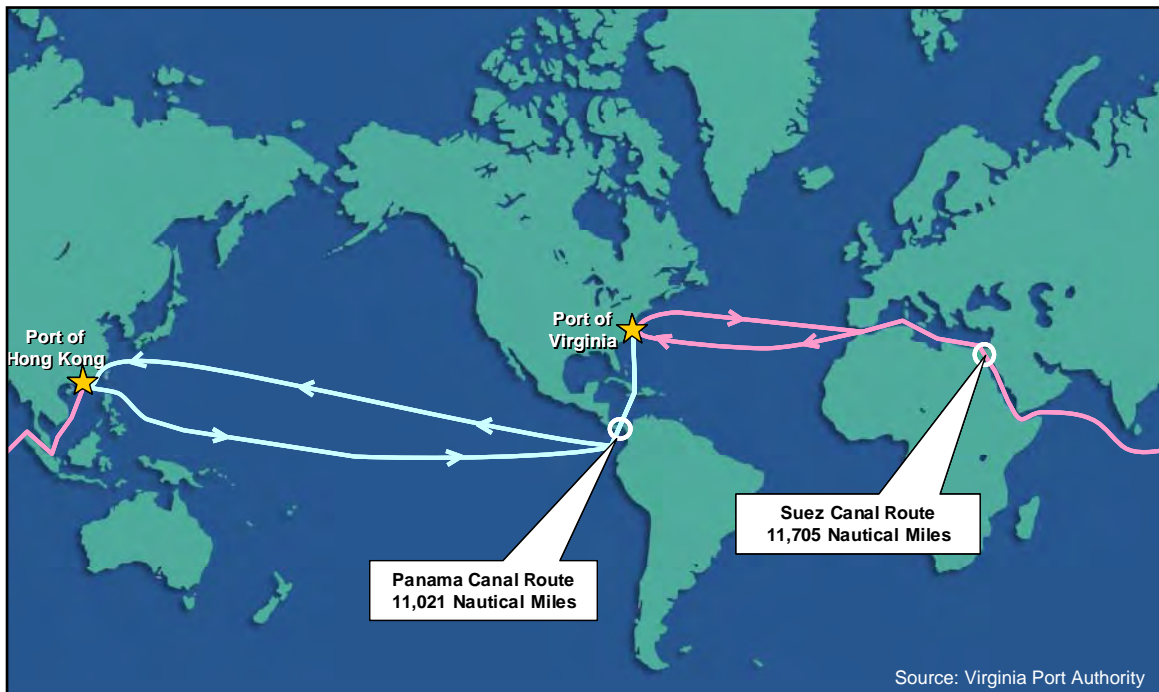 Port of
Hong Kong
Port of
Virginia
Suez Canal Route
11,705 Nautical Miles
Panama Canal Route
11,021 Nautical Miles
Source: Virginia Port Authority